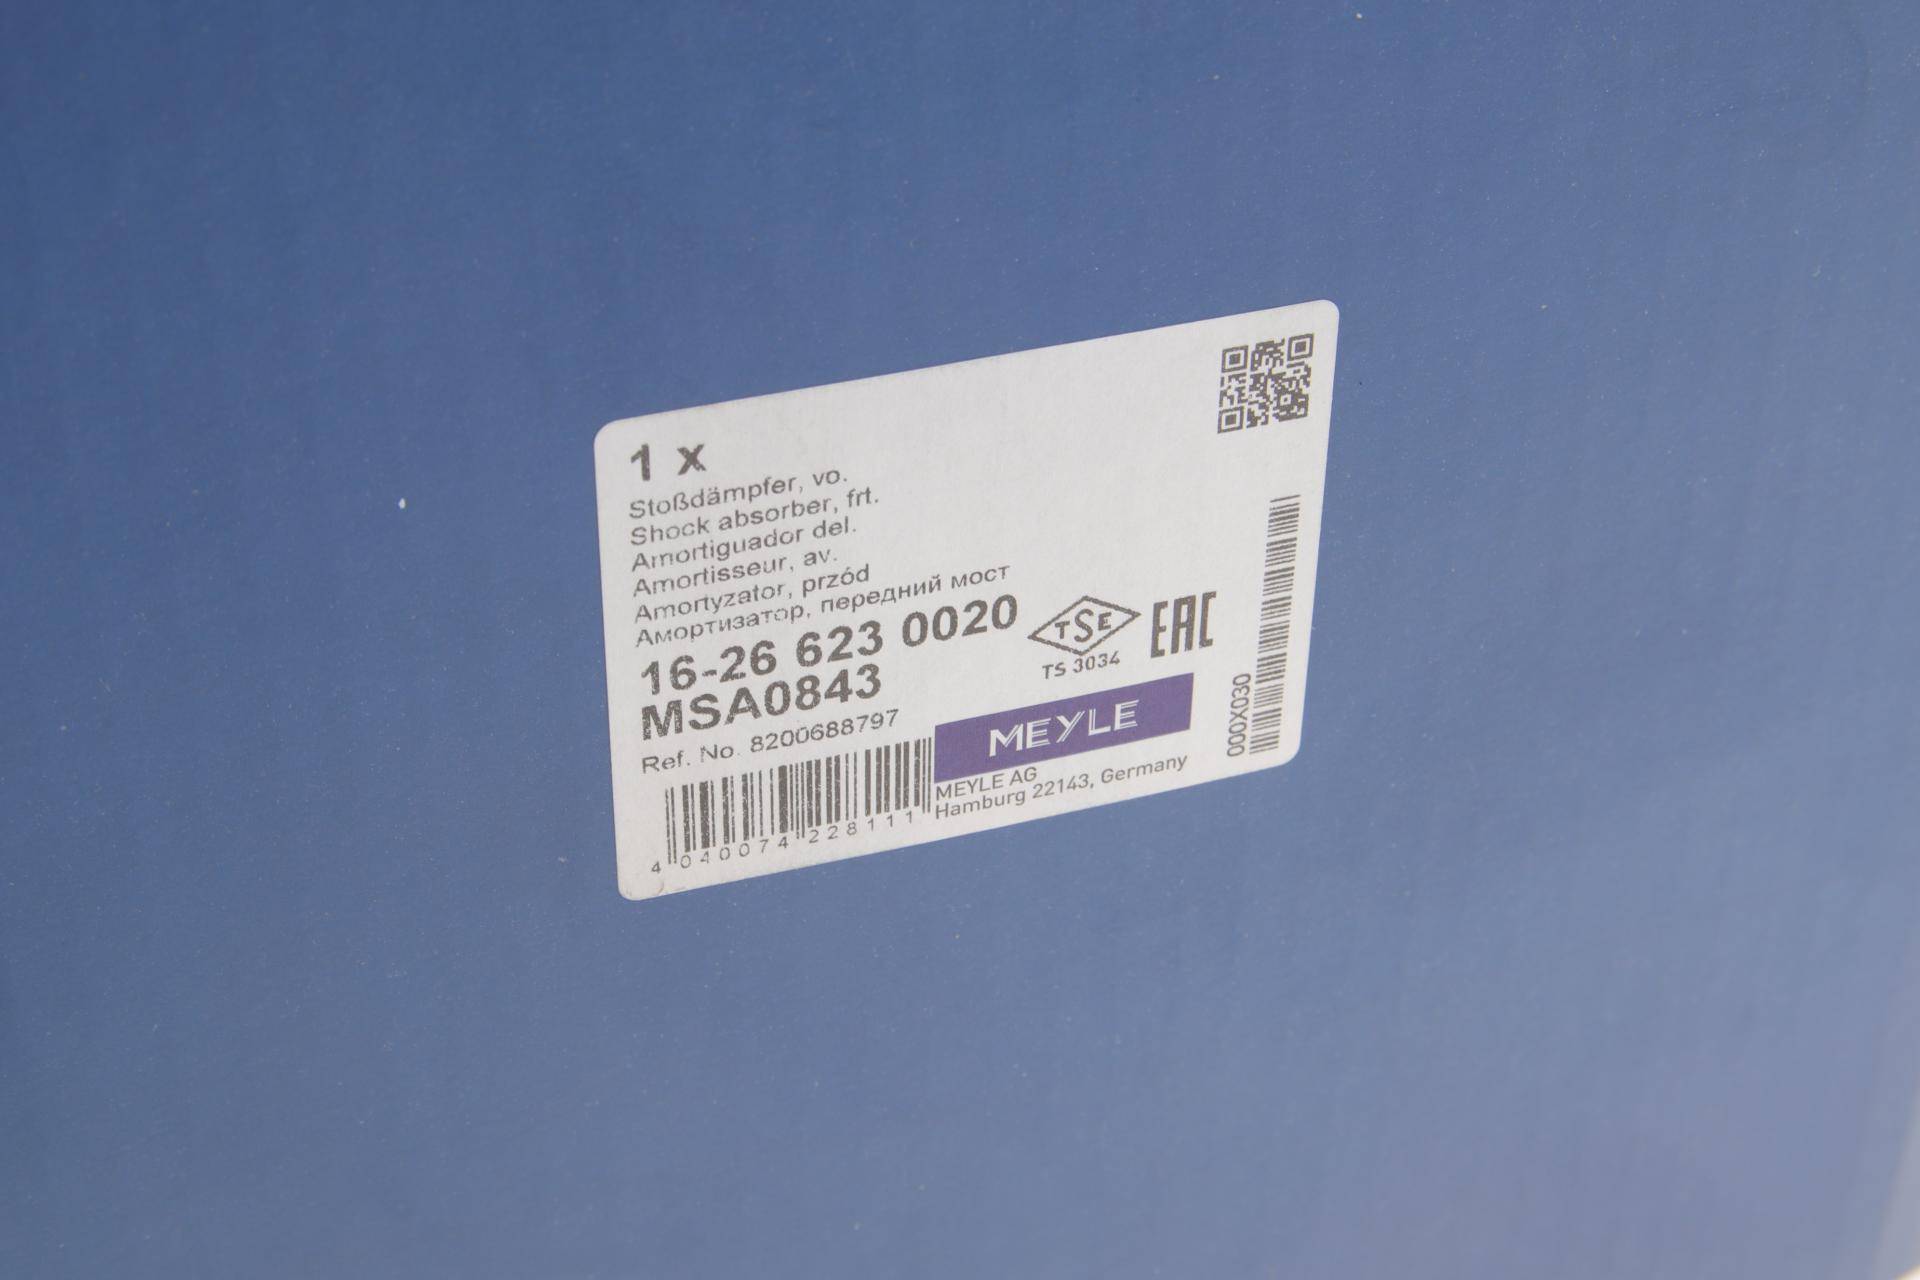 1 x
Stoßdämpfer, vo.
Shock absorber, frt.
Amortiguador del.
Amortisseur, av.
Amortyzator, przód
Амортизатор, передний мост
16-26 623 0020
MSA0843
Ref. No. 8200688797
4 040074 228111
TSE
TS 3034
EAC
MEYLE
MEYLE AG
Hamburg 22143, Germany
000X030